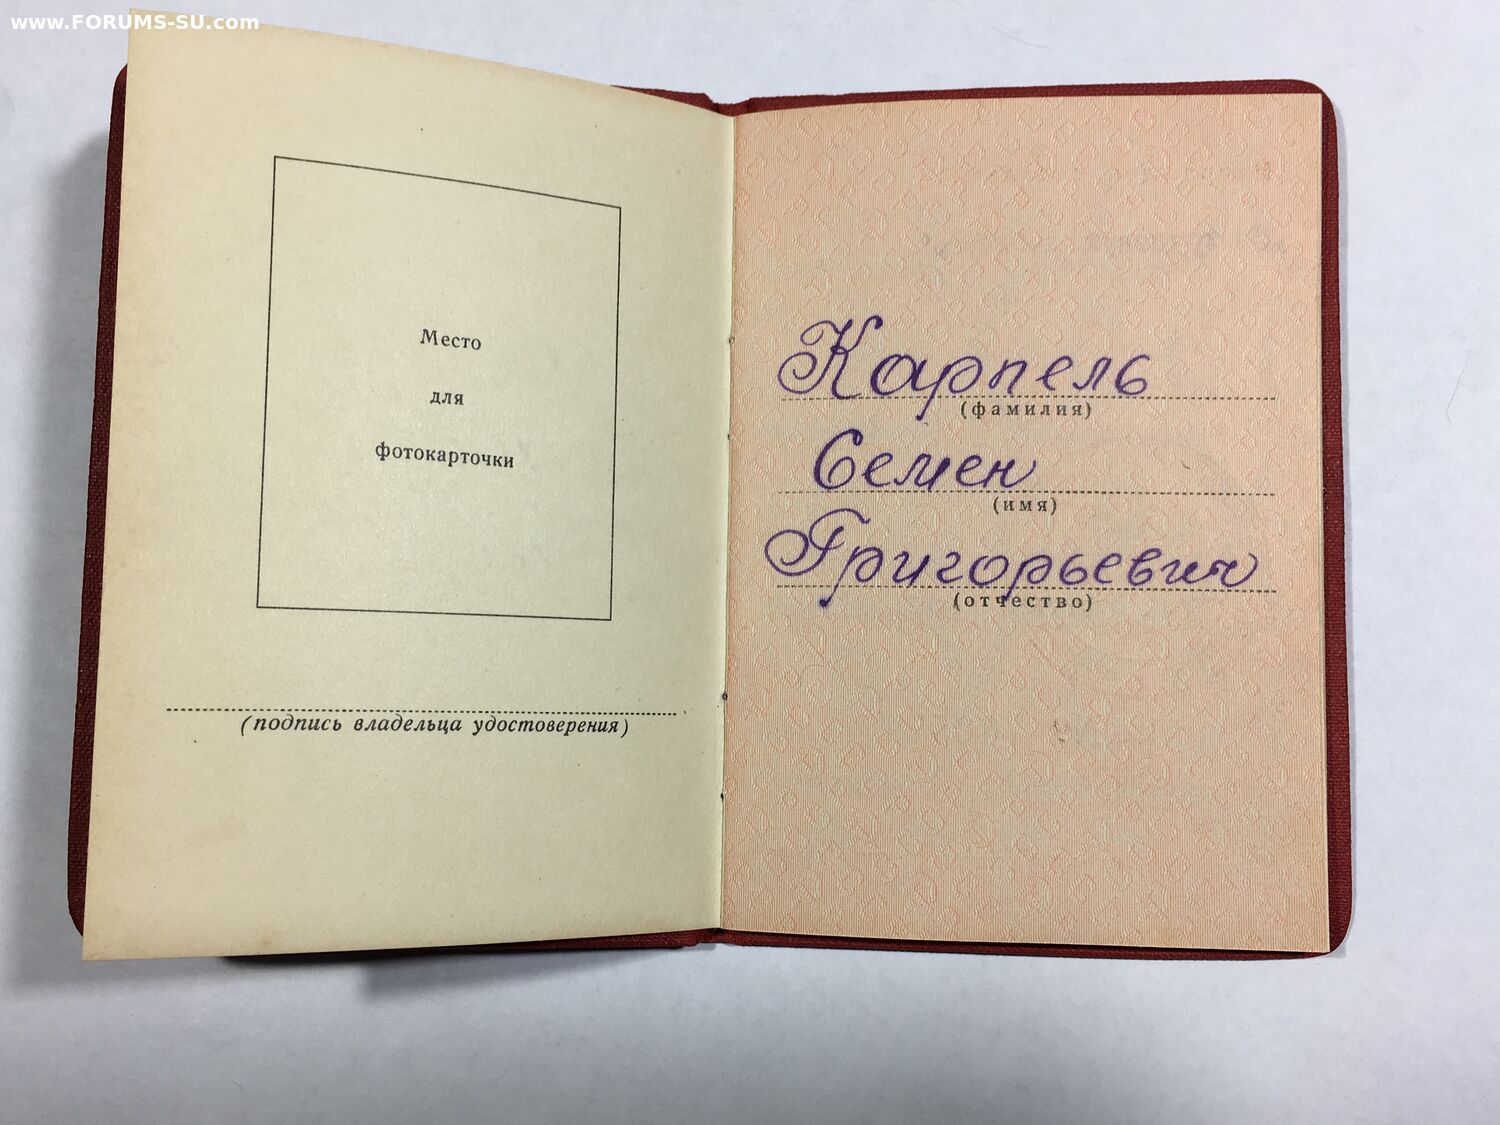 www.FORUMS-SU.com
Место
для
фотокарточки
(подпись владельца удостоверения)
Карпель
(фамилия)
Семен
(имя)
Григорьевич
(отчество)